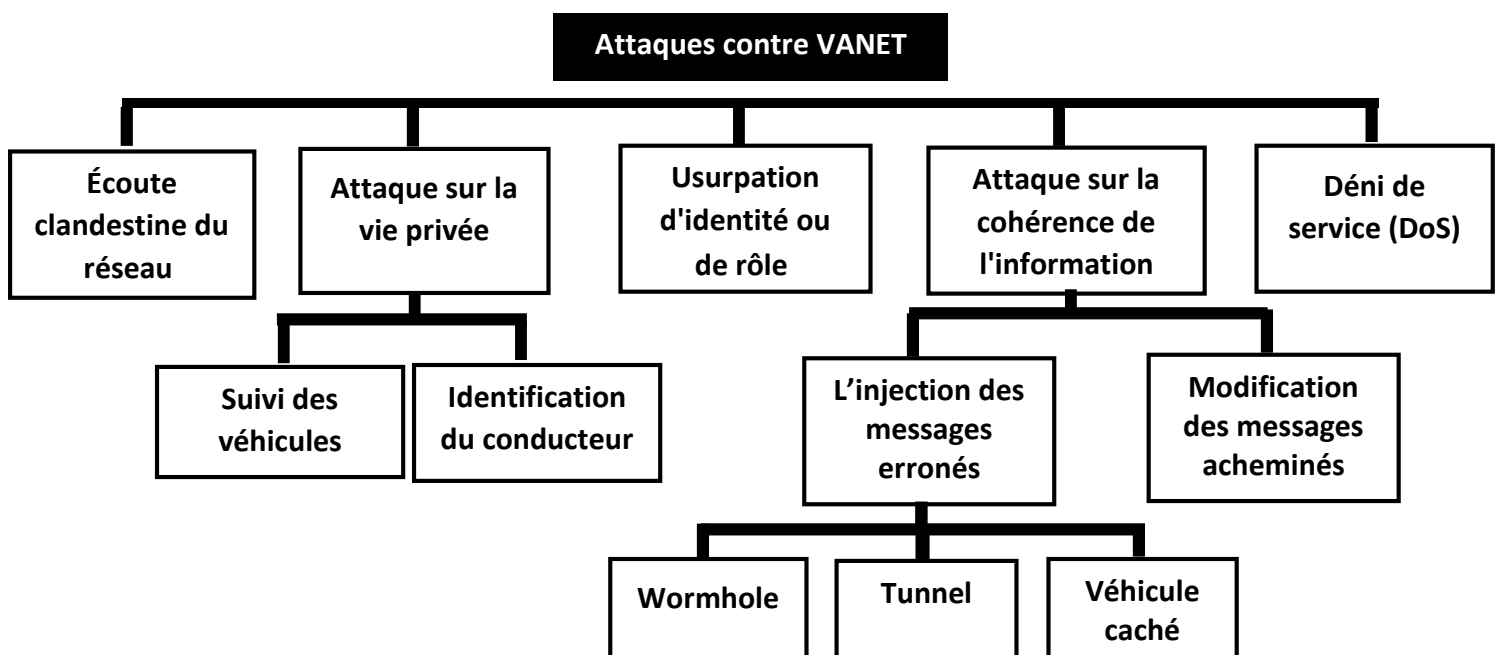 Attaques contre VANET
Écoute
clandestine du
réseau
Attaque sur la
vie privée
Usurpation
d'identité ou
de rôle
Attaque sur la
cohérence de
l'information
Déni de
service (DoS)
Suivi des
véhicules
Identification
du conducteur
L’injection des
messages
erronés
Modification
des messages
acheminés
Wormhole
Tunnel
Véhicule
caché